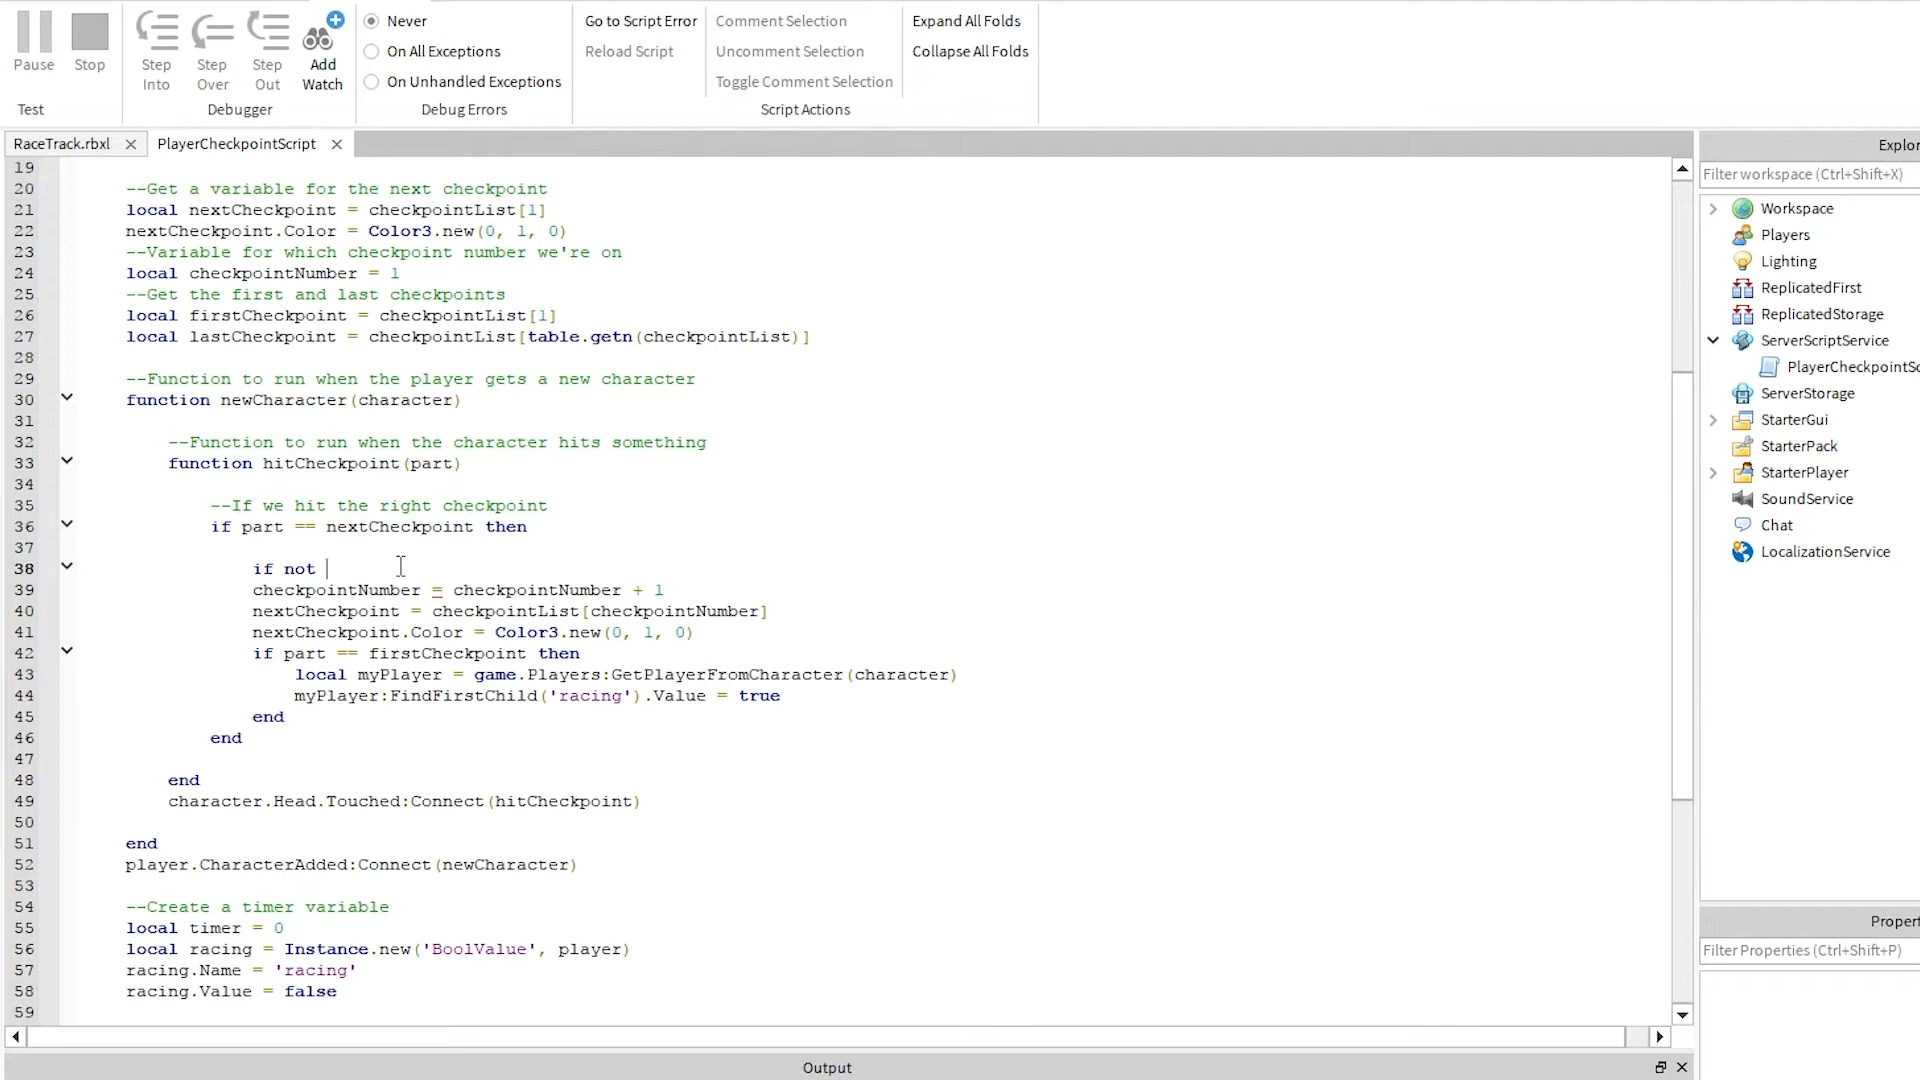 Pause
Stop
Test
Step Into
Step Over
Step Out
Add Watch
Debugger
Never
On All Exceptions
On Unhandled Exceptions
Debug Errors
Go to Script Error
Reload Script
Comment Selection
Uncomment Selection
Toggle Comment Selection
Script Actions
Expand All Folds
Collapse All Folds
RaceTrack.rbxl
PlayerCheckpointScript
19
20 --Get a variable for the next checkpoint
21 local nextCheckpoint = checkpointList[1]
22 nextCheckpoint.Color = Color3.new(0, 1, 0)
23 --Variable for which checkpoint number we're on
24 local checkpointNumber = 1
25 --Get the first and last checkpoints
26 local firstCheckpoint = checkpointList[1]
27 local lastCheckpoint = checkpointList[table.getn(checkpointList)]
28
29 --Function to run when the player gets a new character
30 function newCharacter(character)
31
32 --Function to run when the character hits something
33 function hitCheckpoint(part)
34
35 --If we hit the right checkpoint
36 if part == nextCheckpoint then
37
38 if not
39 checkpointNumber = checkpointNumber + 1
40 nextCheckpoint = checkpointList[checkpointNumber]
41 nextCheckpoint.Color = Color3.new(0, 1, 0)
42 if part == firstCheckpoint then
43 local myPlayer = game.Players:GetPlayerFromCharacter(character)
44 myPlayer:FindFirstChild('racing').Value = true
45 end
46 end
47
48 end
49 character.Head.Touched:Connect(hitCheckpoint)
50
51 end
52 player.CharacterAdded:Connect(newCharacter)
53
54 --Create a timer variable
55 local timer = 0
56 local racing = Instance.new('BoolValue', player)
57 racing.Name = 'racing'
58 racing.Value = false
59
Output
Explor
Filter workspace (Ctrl+Shift+X)
Workspace
Players
Lighting
ReplicatedFirst
ReplicatedStorage
ServerScriptService
PlayerCheckpointSc
ServerStorage
StarterGui
StarterPack
StarterPlayer
SoundService
Chat
LocalizationService
Propert
Filter Properties (Ctrl+Shift+P)